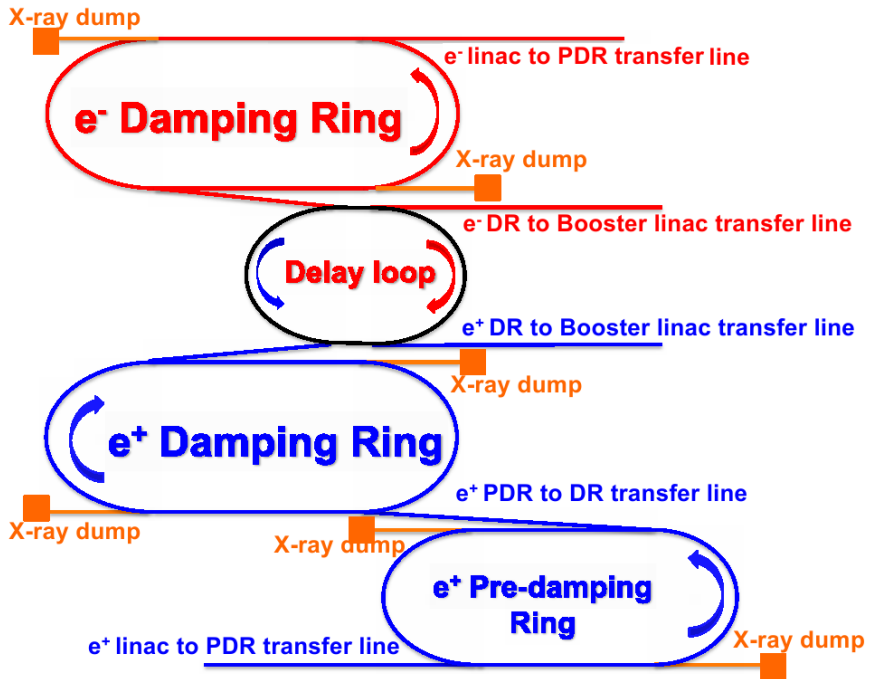 X-ray dump
e- linac to PDR transfer line
e- Damping Ring
X-ray dump
e- DR to Booster linac transfer line
Delay loop
e+ DR to Booster linac transfer line
X-ray dump
e+ Damping Ring
e+ PDR to DR transfer line
X-ray dump
X-ray dump
e+ Pre-damping
Ring
e+ linac to PDR transfer line
X-ray dump